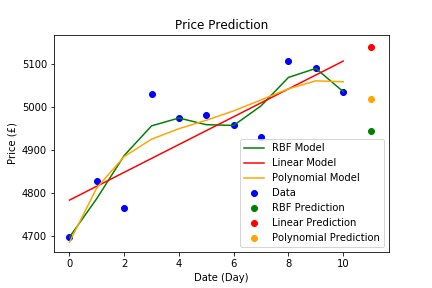 Price Prediction
Price (£)
5100
5000
4900
4800
4700
RBF Model
Linear Model
Polynomial Model
Data
RBF Prediction
Linear Prediction
Polynomial Prediction
0 2 4 6 8 10
Date (Day)